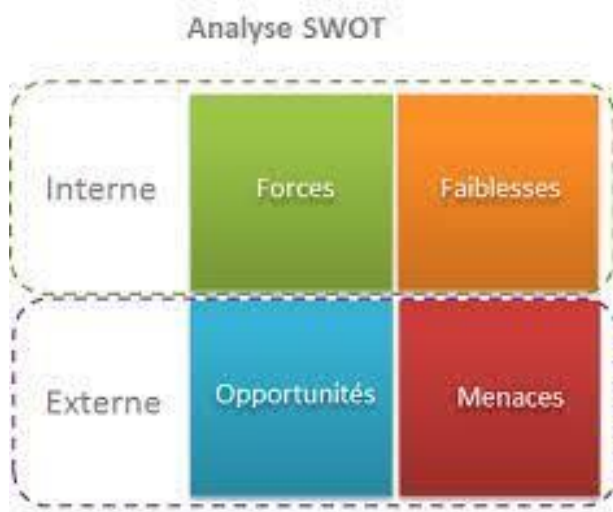 Analyse SWOT
Interne
Forces
Faiblesses
Externe
Opportunités
Menaces